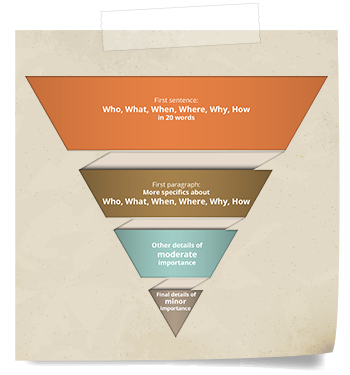 First sentence:
Who, What, When, Where, Why, How
in 20 words
First paragraph:
More specifics about
Who, What, When, Where, Why, How
Other details of
moderate
importance
Final details of
minor
importance